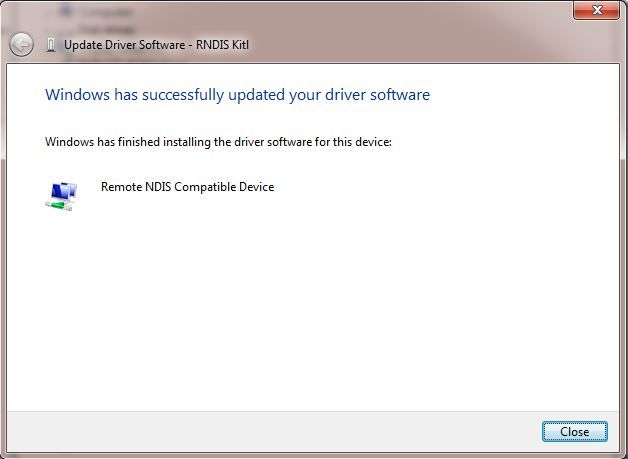 Computer
Update Driver Software - RNDIS Kitl
Windows has successfully updated your driver software
Windows has finished installing the driver software for this device:
Remote NDIS Compatible Device
Close